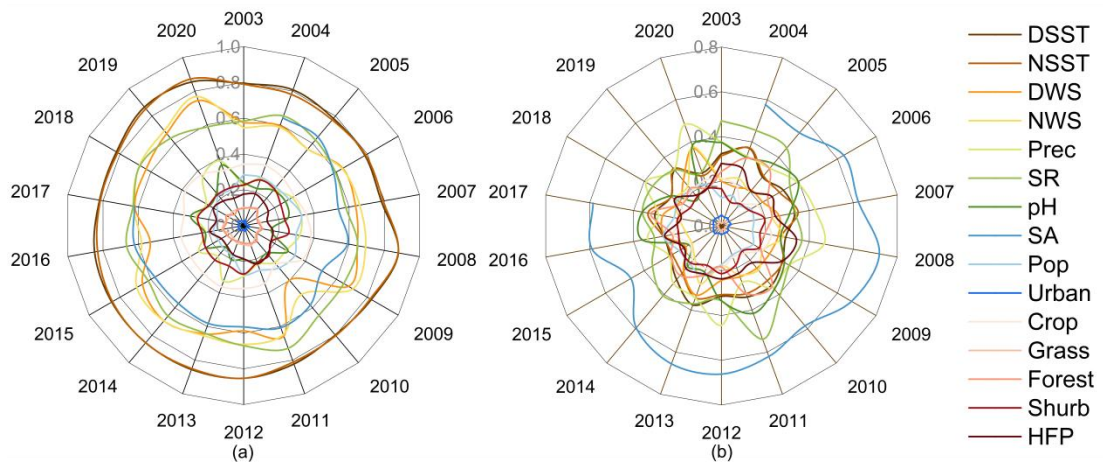 2003
2004
2005
2006
2007
2008
2009
2010
2011
2012
2013
2014
2015
2016
2017
2018
2019
2020
1.0
0.8
0.6
0.4
(a)
2003
2004
2005
2006
2007
2008
2009
2010
2011
2012
2013
2014
2015
2016
2017
2018
2019
2020
0.8
0.6
0.4
(b)
DSST
NSST
DWS
NWS
Prec
SR
pH
SA
Pop
Urban
Crop
Grass
Forest
Shurb
HFP